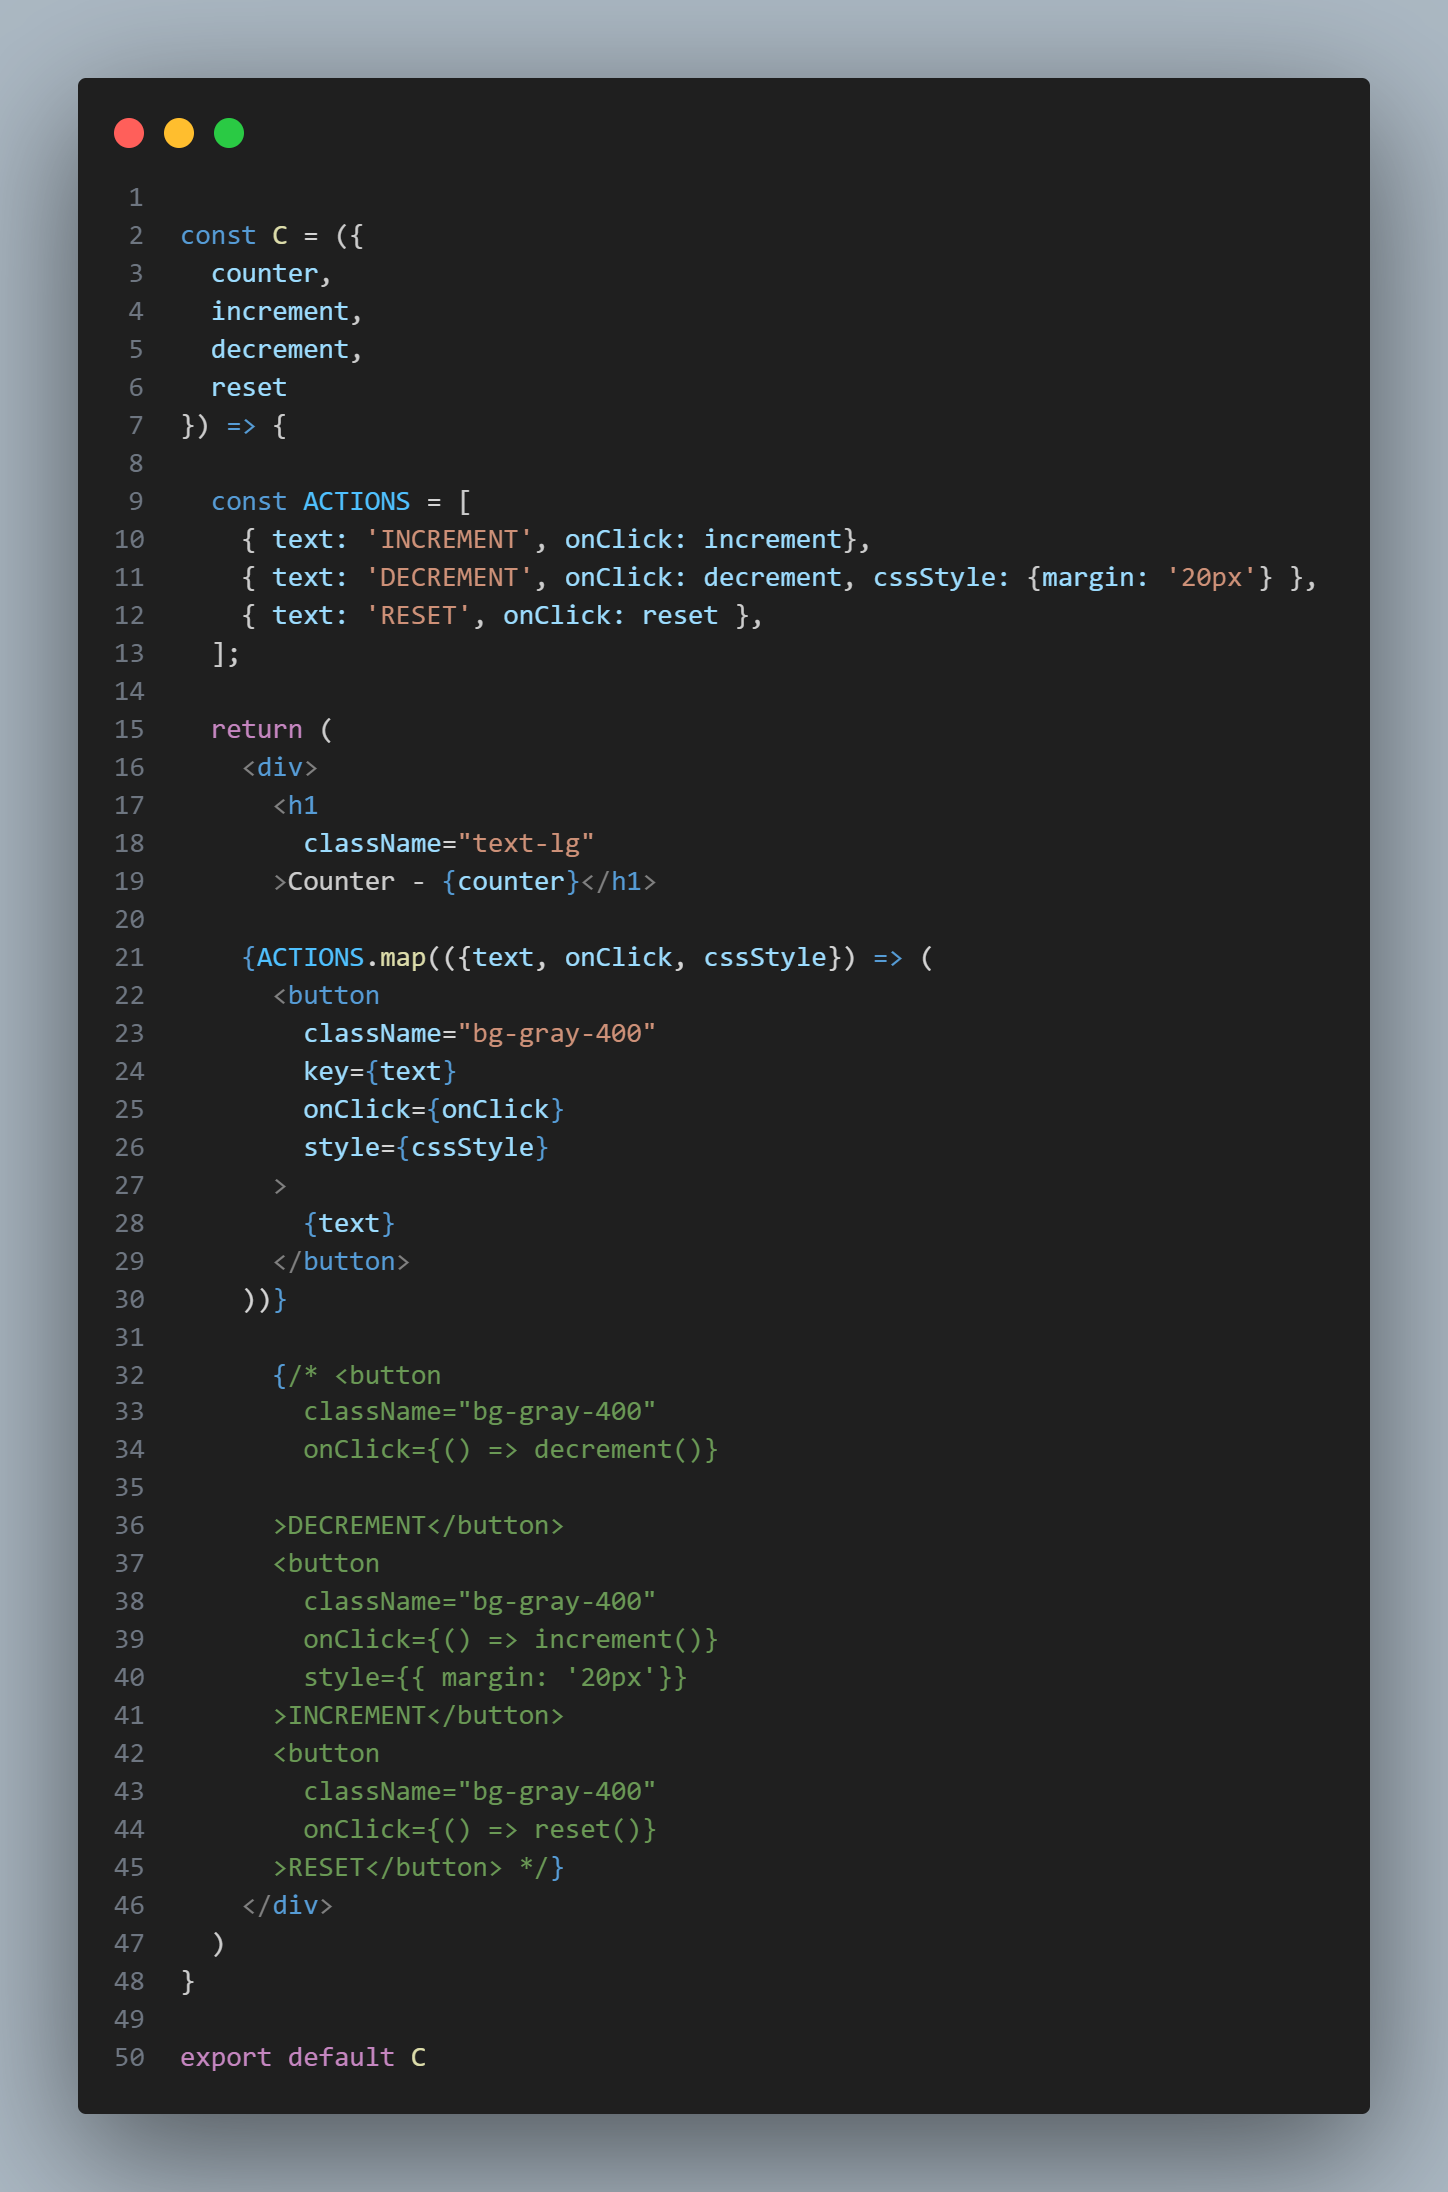 1
2 const C = ({
3   counter,
4   increment,
5   decrement,
6   reset
7 }) => {
8
9   const ACTIONS = [
10     { text: 'INCREMENT', onClick: increment},
11     { text: 'DECREMENT', onClick: decrement, cssStyle: {margin: '20px'} },
12     { text: 'RESET', onClick: reset },
13   ];
14
15   return (
16     <div>
17       <h1
18         className="text-lg"
19       >Counter - {counter}</h1>
20
21     {ACTIONS.map(({text, onClick, cssStyle}) => (
22       <button
23         className="bg-gray-400"
24         key={text}
25         onClick={onClick}
26         style={cssStyle}
27       >
28         {text}
29       </button>
30     ))}
31
32       {/* <button
33         className="bg-gray-400"
34         onClick={() => decrement()}
35
36       >DECREMENT</button>
37       <button
38         className="bg-gray-400"
39         onClick={() => increment()}
40         style={{ margin: '20px'}}
41       >INCREMENT</button>
42       <button
43         className="bg-gray-400"
44         onClick={() => reset()}
45       >RESET</button> */}
46     </div>
47   )
48 }
49
50 export default C